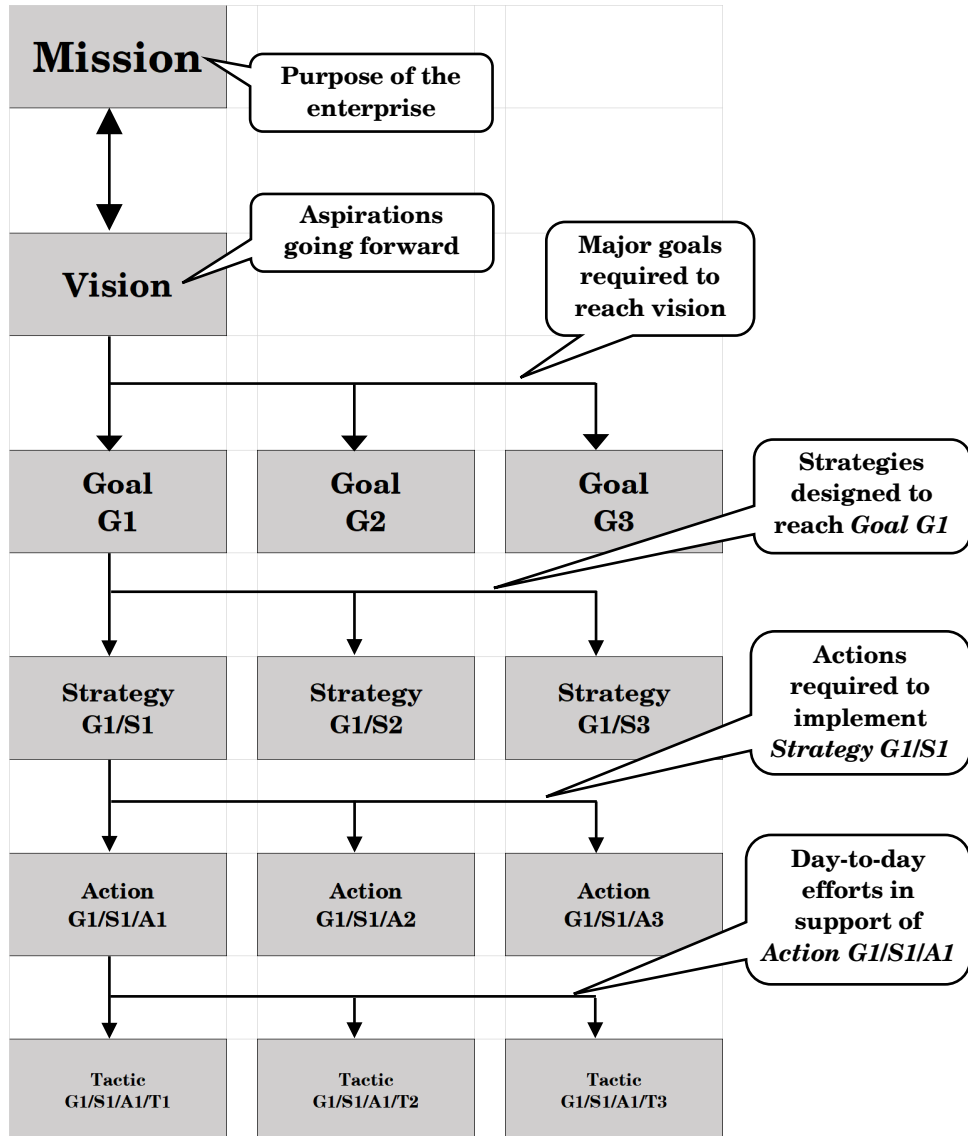 Mission
Purpose of the
enterprise
Aspirations
going forward
Vision
Major goals
required to
reach vision
Goal
G1
Goal
G2
Goal
G3
Strategies
designed to
reach Goal G1
Strategy
G1/S1
Strategy
G1/S2
Strategy
G1/S3
Actions
required to
implement
Strategy G1/S1
Action
G1/S1/A1
Action
G1/S1/A2
Action
G1/S1/A3
Day-to-day
efforts in
support of
Action G1/S1/A1
Tactic
G1/S1/A1/T1
Tactic
G1/S1/A1/T2
Tactic
G1/S1/A1/T3